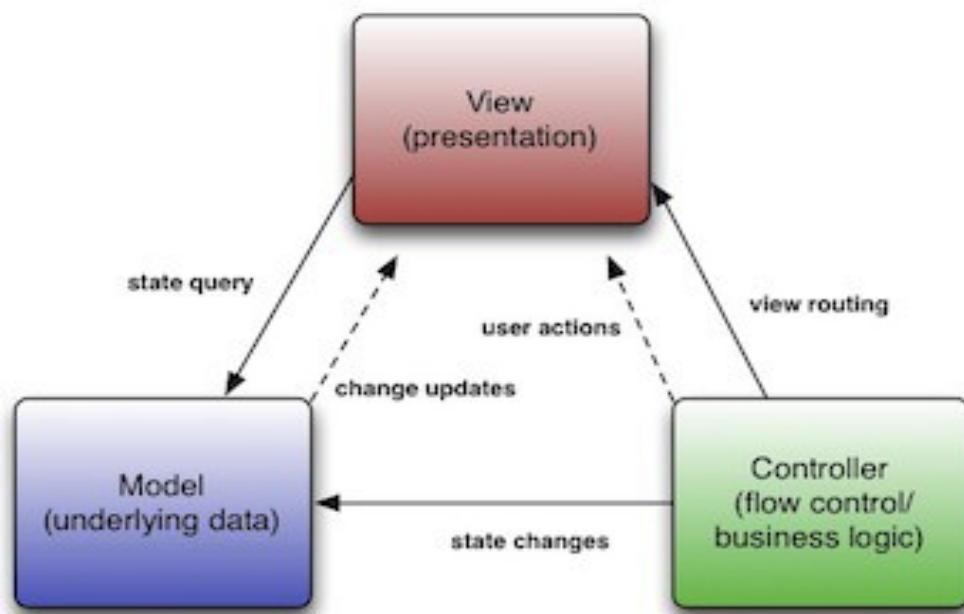 View
(presentation)
state query
view routing
user actions
change updates
Model
(underlying data)
Controller
(flow control/
business logic)
state changes